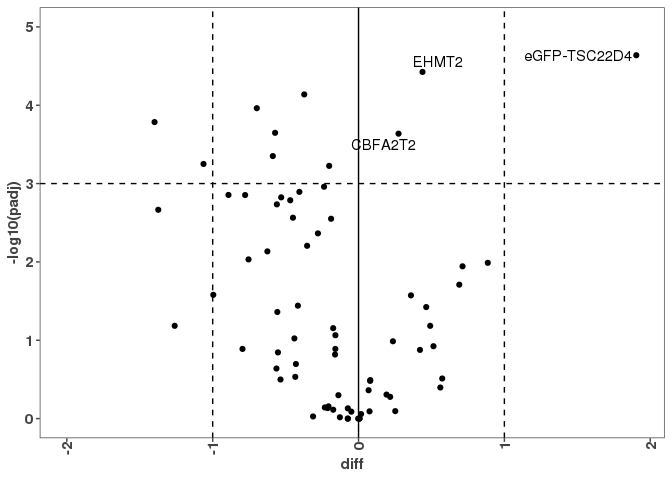 5
EHMT2
eGFP-TSC22D4
4
CBFA2T2
3
-log10(padj)
2
1
0
-2
-1
0
1
2
diff